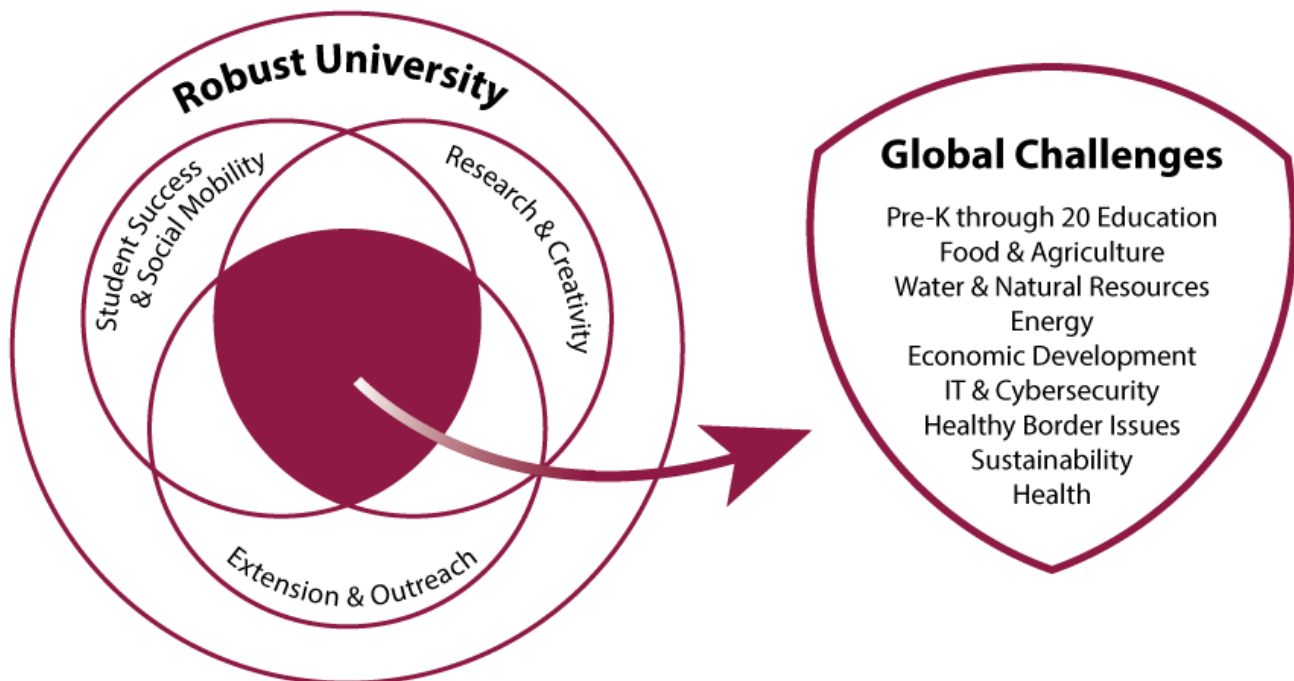 Robust University
Student Success
& Social Mobility
Research & Creativity
Extension & Outreach
Global Challenges
Pre-K through 20 Education
Food & Agriculture
Water & Natural Resources
Energy
Economic Development
IT & Cybersecurity
Healthy Border Issues
Sustainability
Health